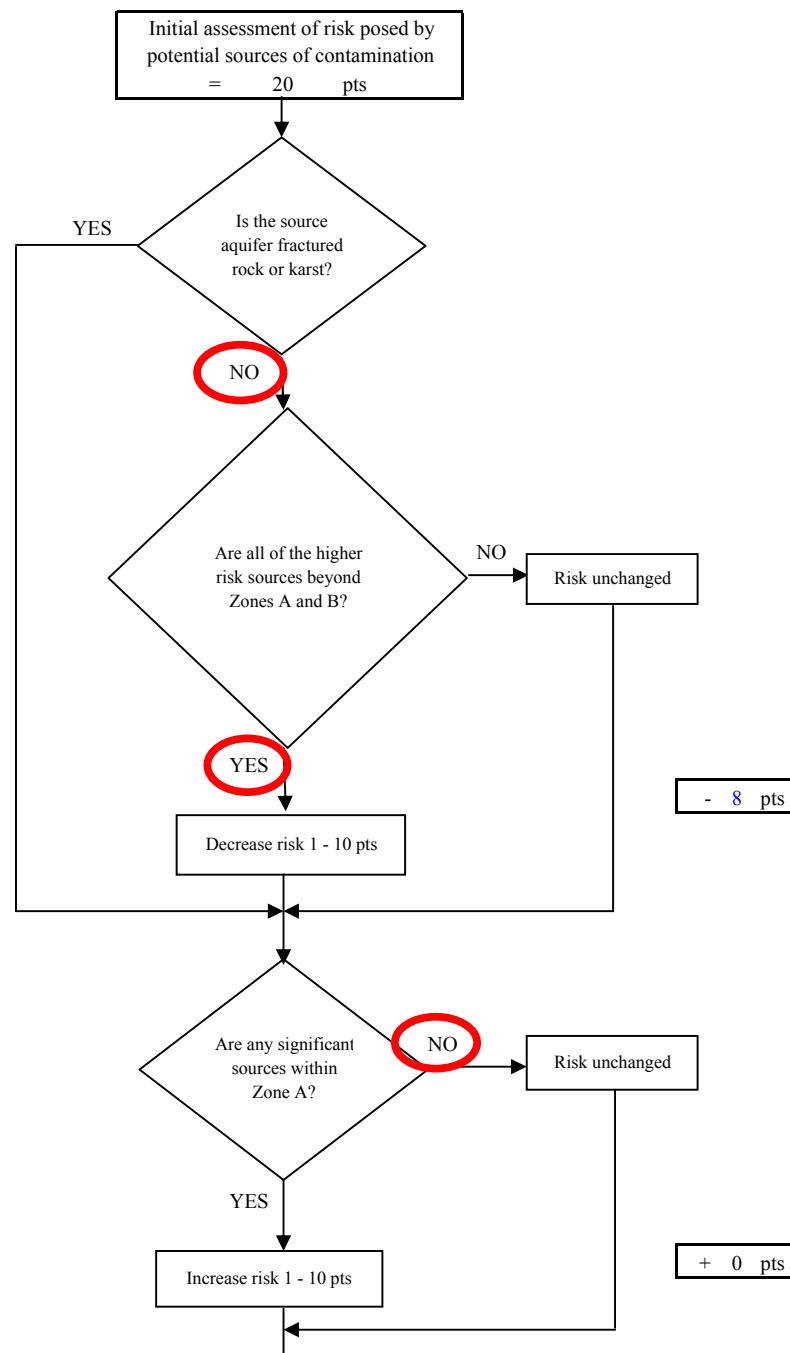 Initial assessment of risk posed by
potential sources of contamination
= 20 pts
YES
Is the source
aquifer fractured
rock or karst?
NO
Are all of the higher
risk sources beyond
Zones A and B?
NO
Risk unchanged
YES
- 8 pts
Decrease risk 1 - 10 pts
Are any significant
sources within
Zone A?
NO
Risk unchanged
YES
+ 0 pts
Increase risk 1 - 10 pts